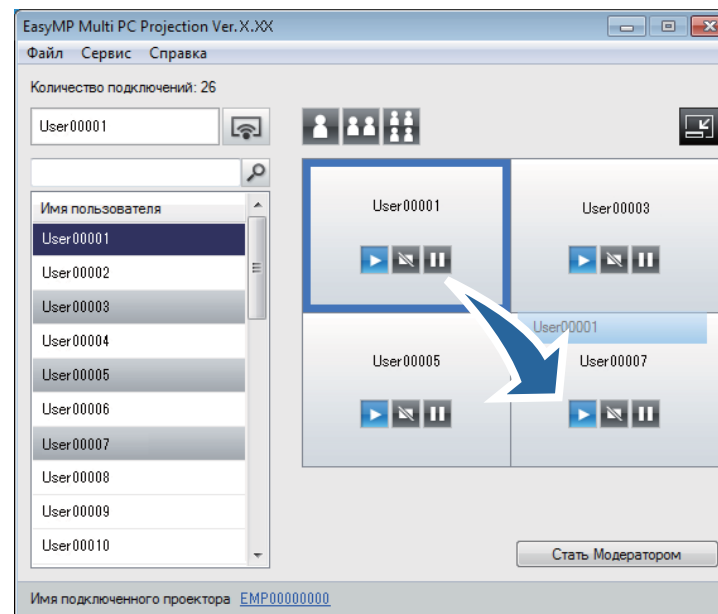 EasyMP Multi PC Projection Ver.X.XX
Файл Сервис Справка
Количество подключений: 26
User00001
Имя пользователя
User00001
User00002
User00003
User00004
User00005
User00006
User00007
User00008
User00009
User00010
User00001
User00003
User00001
User00005
User00007
Стать Модератором
Имя подключенного проектора EMP00000000